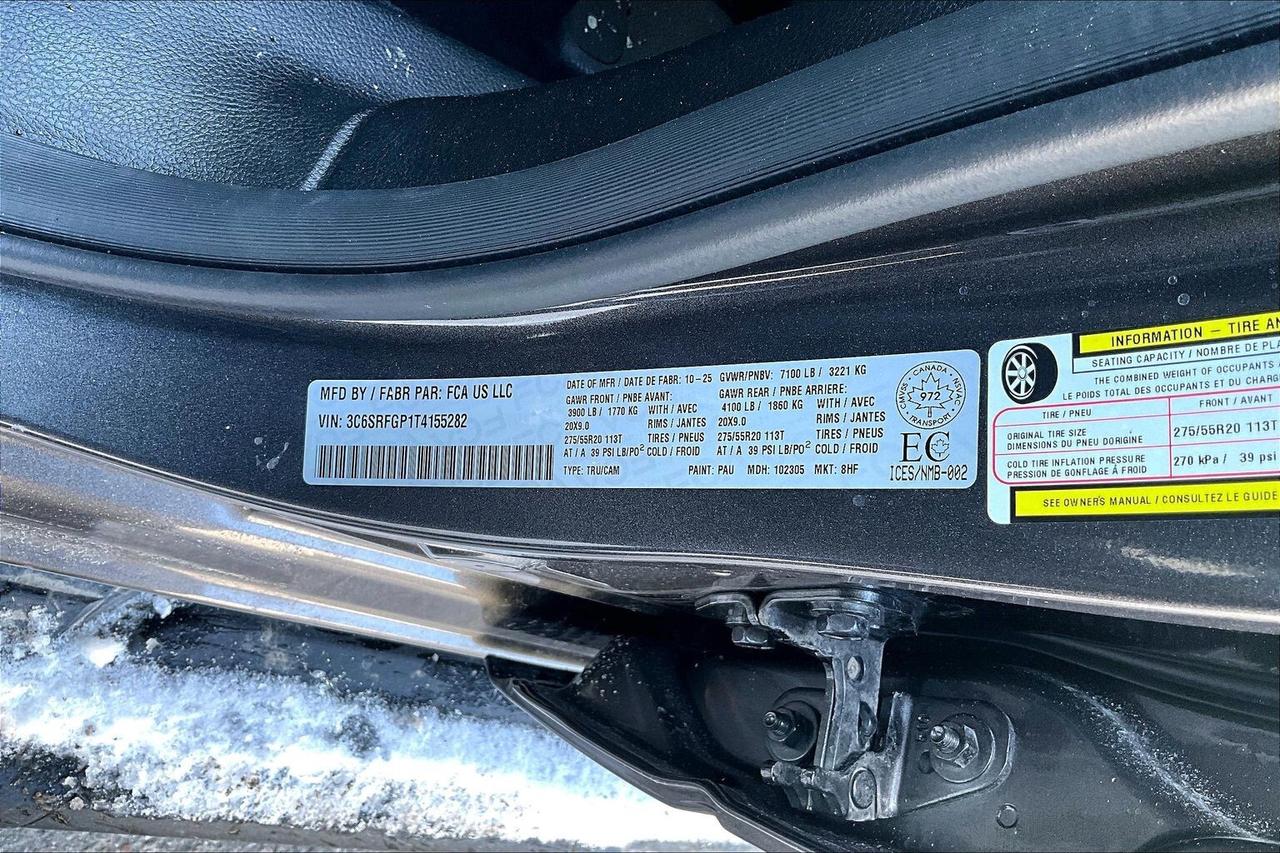 MFD BY / FABR PAR: FCA US LLC
VIN: 3C6SRFGP1T4155282
DATE OF MFR / DATE DE FABR: 10-25
GVWR/PNBV: 7100 LB / 3221 KG
GAWR FRONT / PNBE AVANT:
3900 LB / 1770 KG WITH / AVEC
20X9.0 RIMS / JANTES
275/55R20 113T TIRES / PNEUS
AT / A 39 PSI LB/PO² COLD / FROID
GAWR REAR / PNBE ARRIERE:
4100 LB / 1860 KG WITH / AVEC
20X9.0 RIMS / JANTES
275/55R20 113T TIRES / PNEUS
AT / A 39 PSI LB/PO² COLD / FROID
TYPE: TRU/CAM PAINT: PAU MDH: 102305 MKT: 8HF
CANADA
CMVSS NSVAC
972
TRANSPORT
EC
ICES/NMB-002
INFORMATION – TIRE AN
SEATING CAPACITY / NOMBRE DE PLA
THE COMBINED WEIGHT OF OCCUPANTS A
LE POIDS TOTAL DES OCCUPANTS ET DU CHARG
TIRE / PNEU FRONT / AVANT
ORIGINAL TIRE SIZE
DIMENSIONS DU PNEU DORIGINE
275/55R20 113T
COLD TIRE INFLATION PRESSURE
PRESSION DE GONFLAGE À FROID
270 kPa / 39 psi
SEE OWNER'S MANUAL / CONSULTEZ LE GUIDE